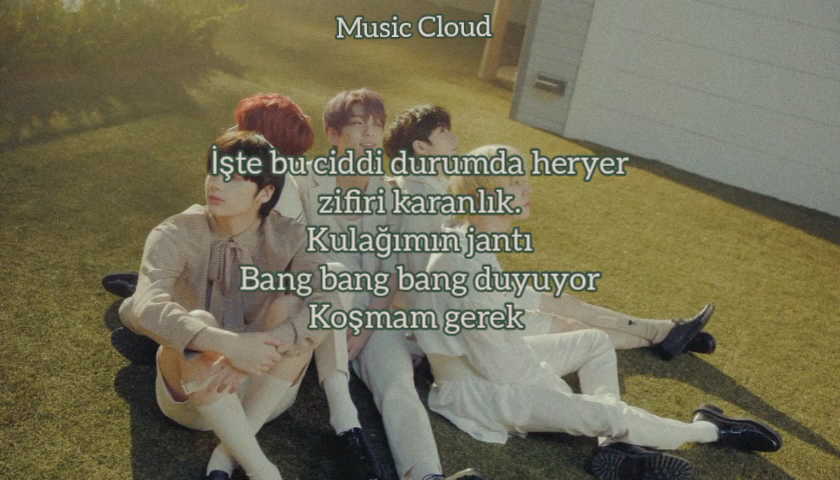 Music Cloud
İşte bu ciddi durumda heryer
zifiri karanlık.
Kulağımın jantı
Bang bang bang duyuyor
Koşmam gerek